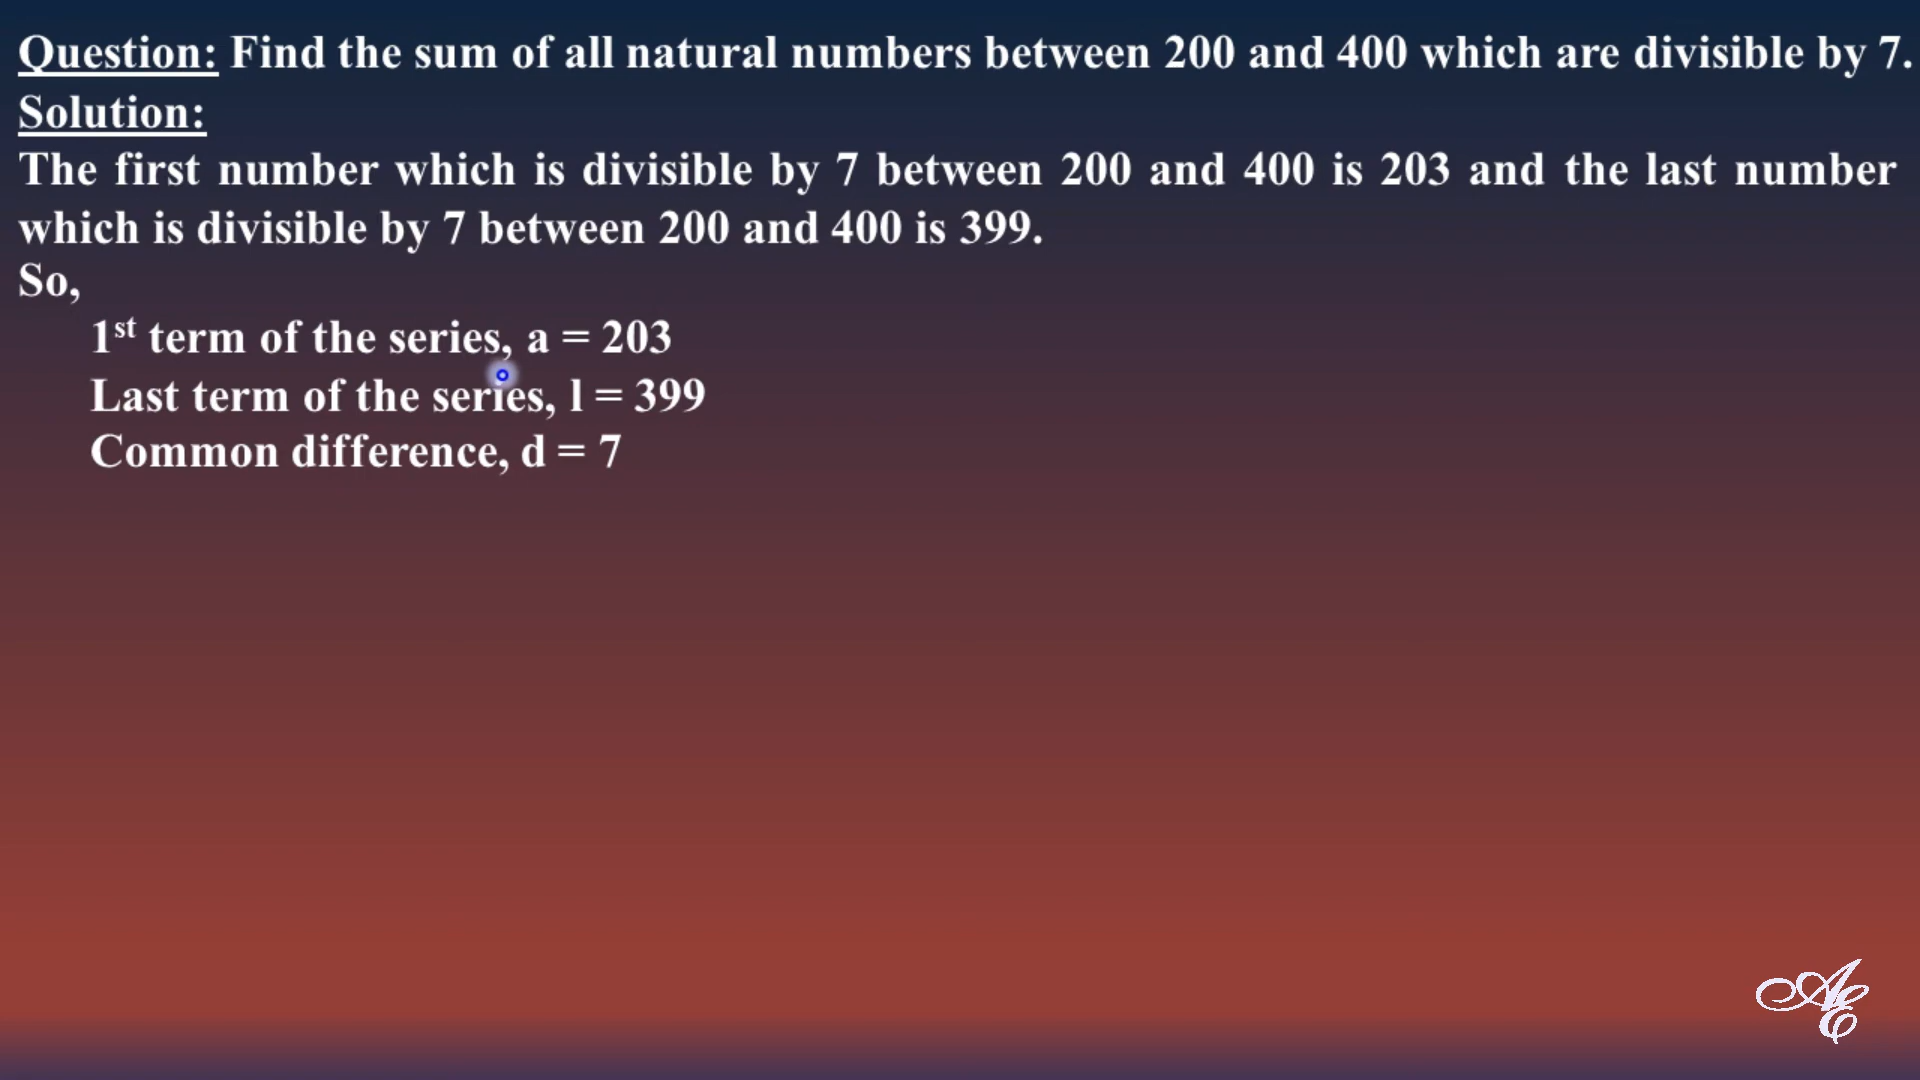 Question: Find the sum of all natural numbers between 200 and 400 which are divisible by 7.
Solution:
The first number which is divisible by 7 between 200 and 400 is 203 and the last number
which is divisible by 7 between 200 and 400 is 399.
So,
1st term of the series, a = 203
Last term of the series, l = 399
Common difference, d = 7
AE